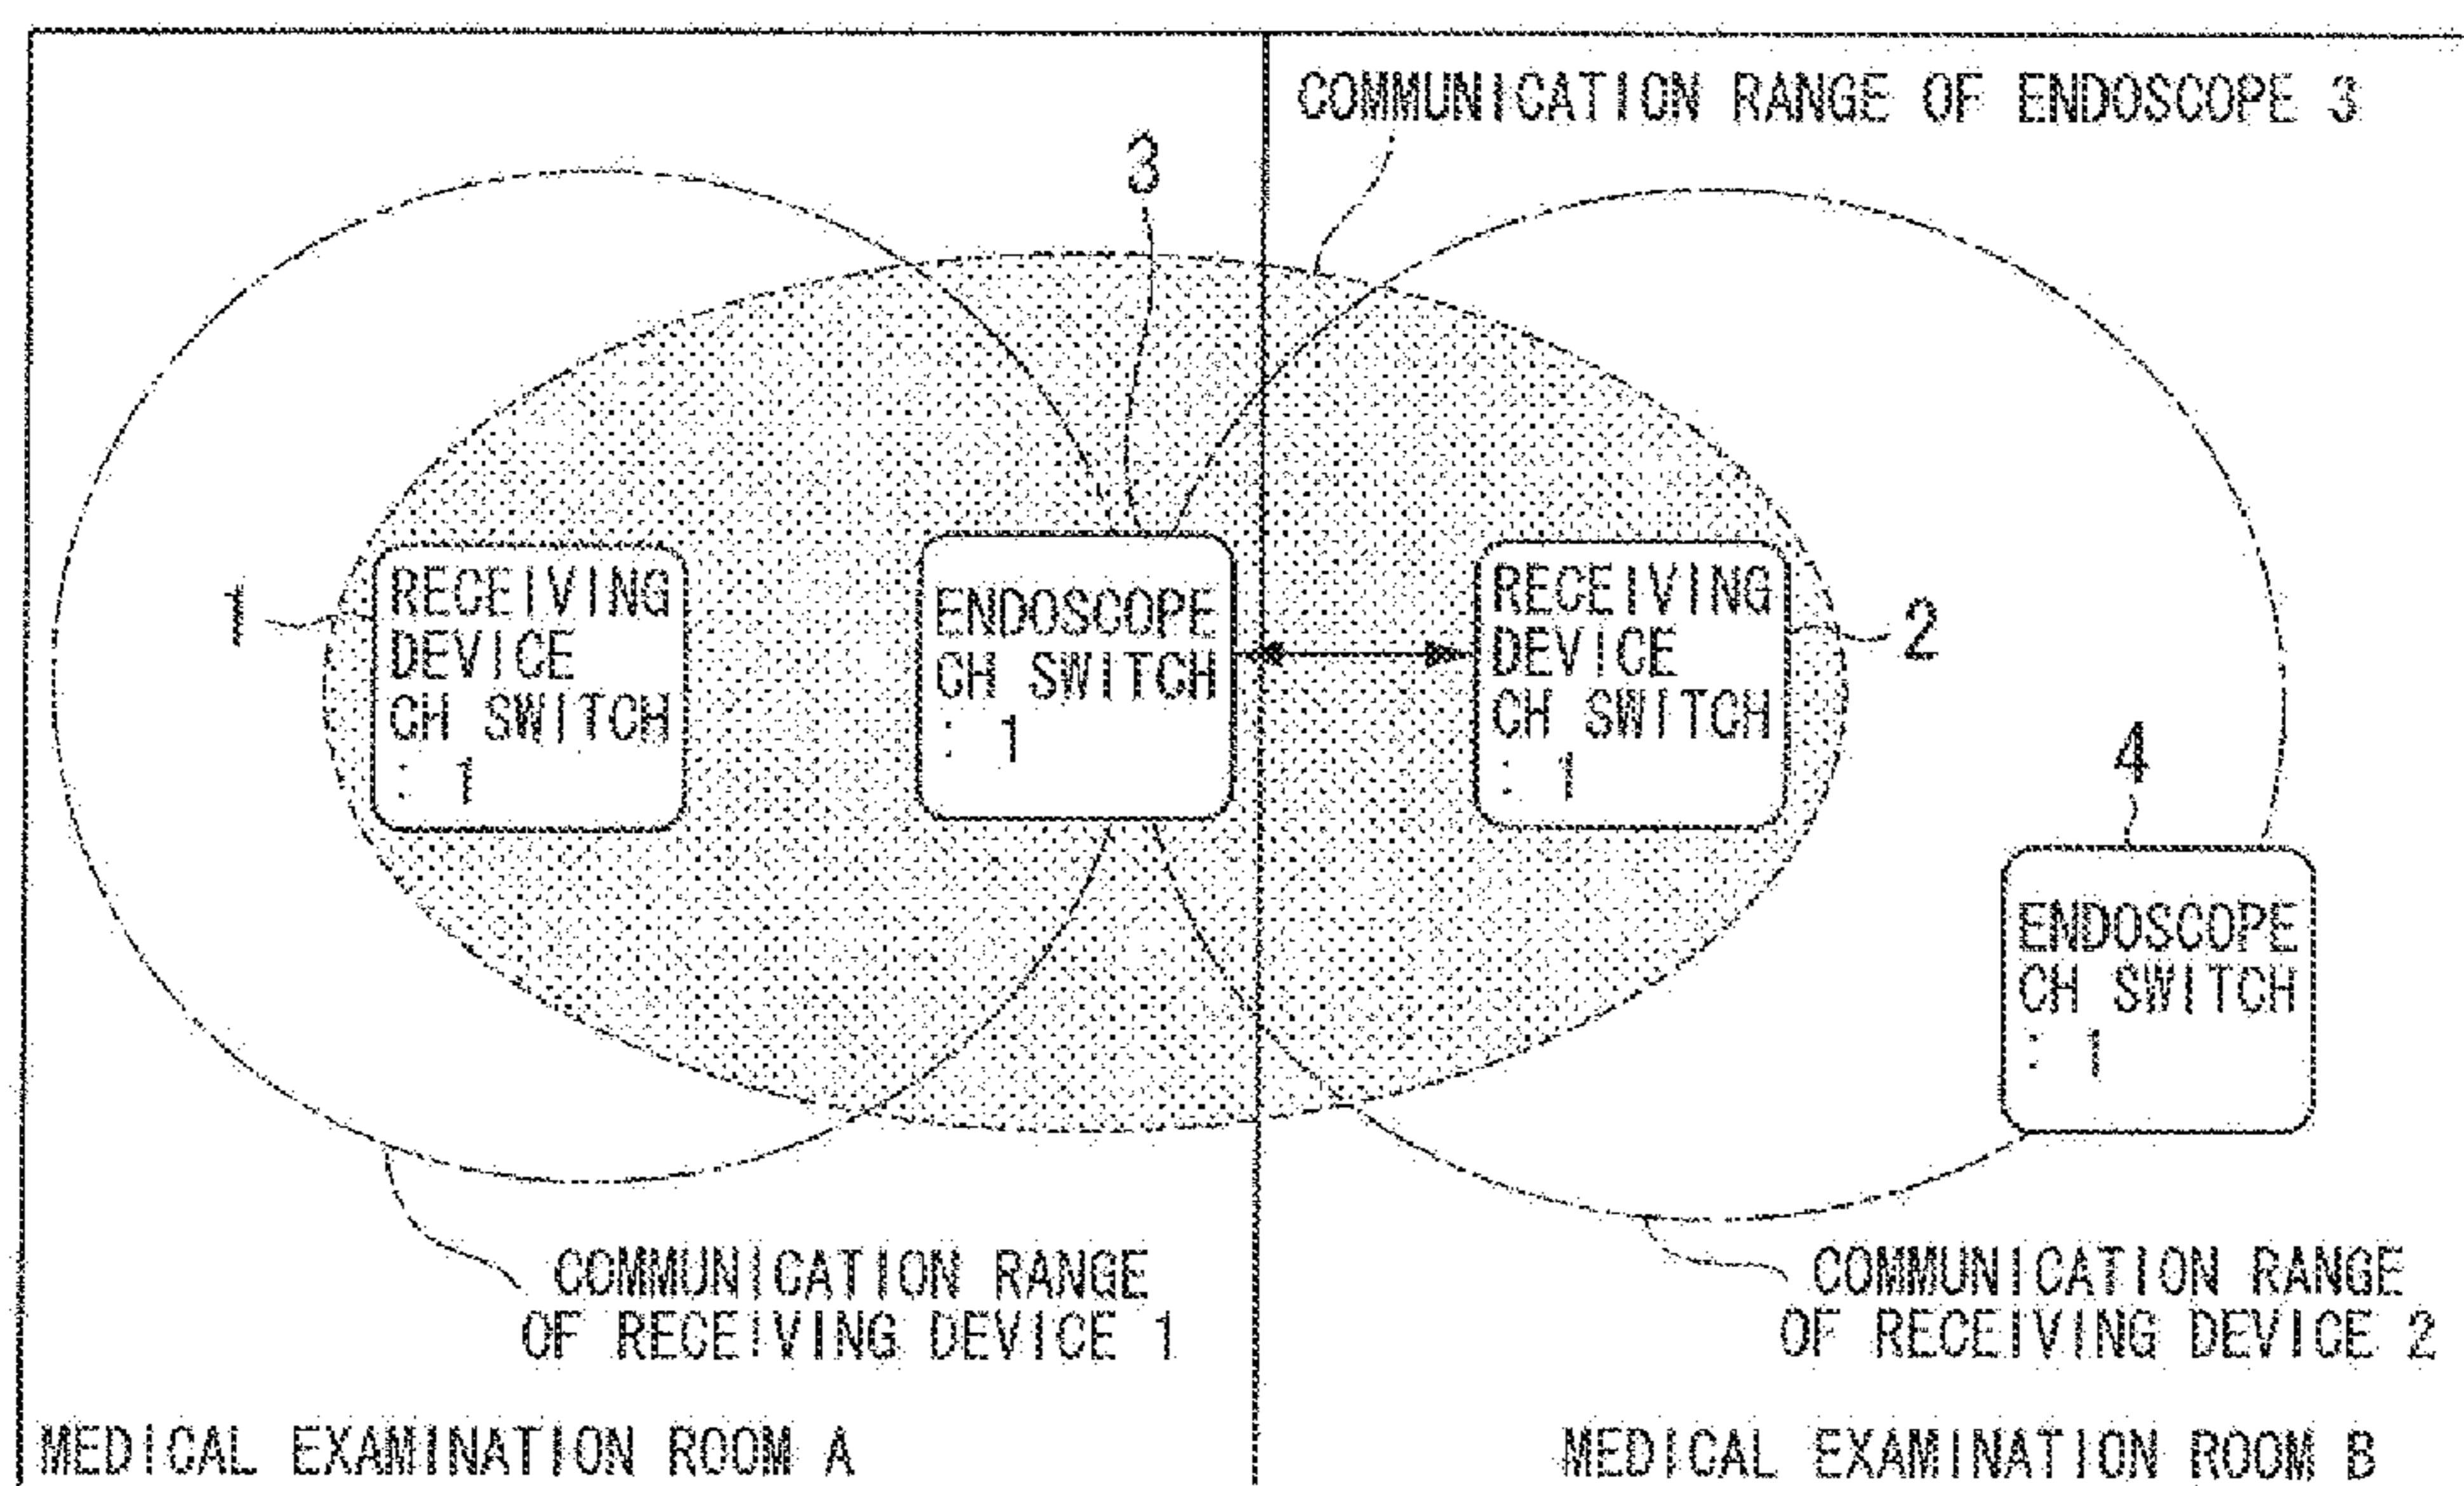 COMMUNICATION RANGE OF ENDOSCOPE 3
3
1
RECEIVING
DEVICE
CH SWITCH
: 1
ENDOSCOPE
CH SWITCH
: 1
RECEIVING
DEVICE
CH SWITCH
: 1
2
4
ENDOSCOPE
CH SWITCH
: 1
COMMUNICATION RANGE
OF RECEIVING DEVICE 1
COMMUNICATION RANGE
OF RECEIVING DEVICE 2
MEDICAL EXAMINATION ROOM A
MEDICAL EXAMINATION ROOM B